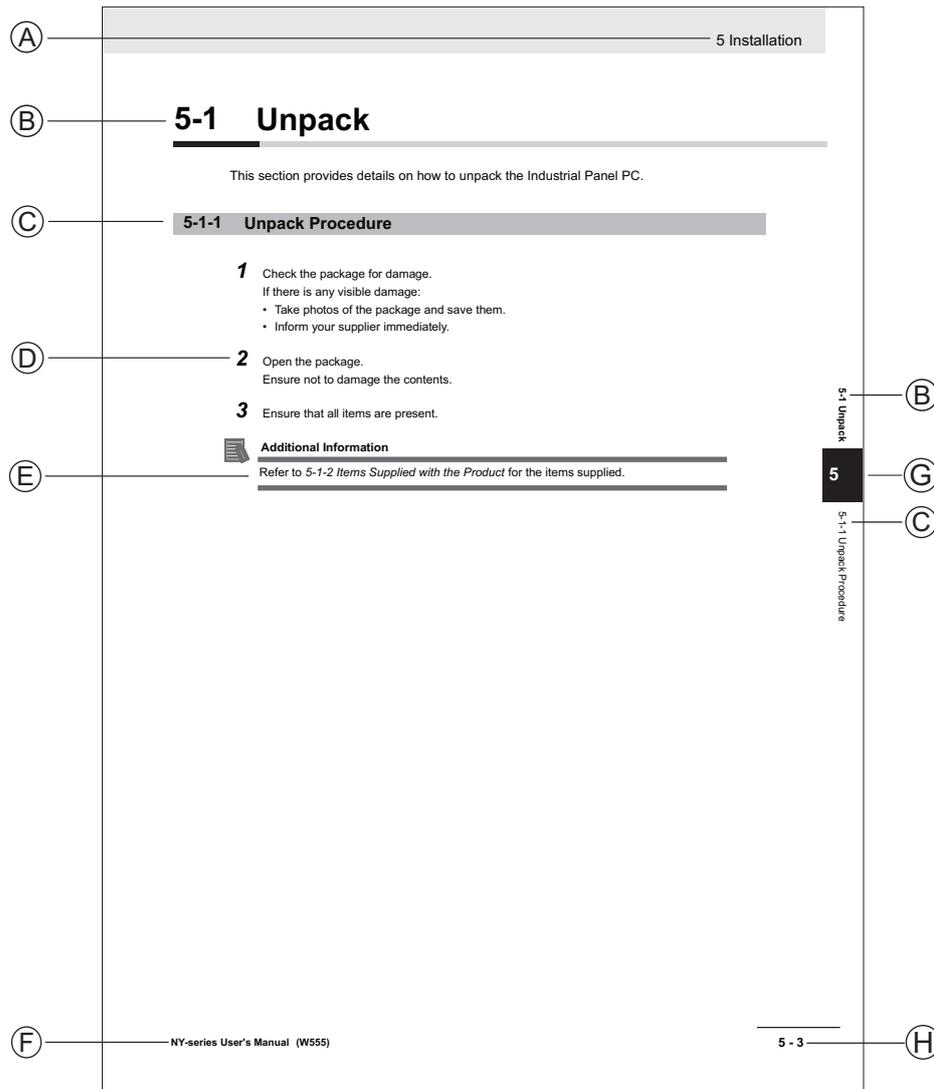 A
5 Installation
B
5-1 Unpack
This section provides details on how to unpack the Industrial Panel PC.
C
5-1-1 Unpack Procedure
1 Check the package for damage.
If there is any visible damage:
• Take photos of the package and save them.
• Inform your supplier immediately.
D
2 Open the package.
Ensure not to damage the contents.
3 Ensure that all items are present.
Additional Information
E
Refer to 5-1-2 Items Supplied with the Product for the items supplied.
5-1 Unpack
B
5
G
5-1-1 Unpack Procedure
C
F
NY-series User's Manual (W555)
5 - 3
H